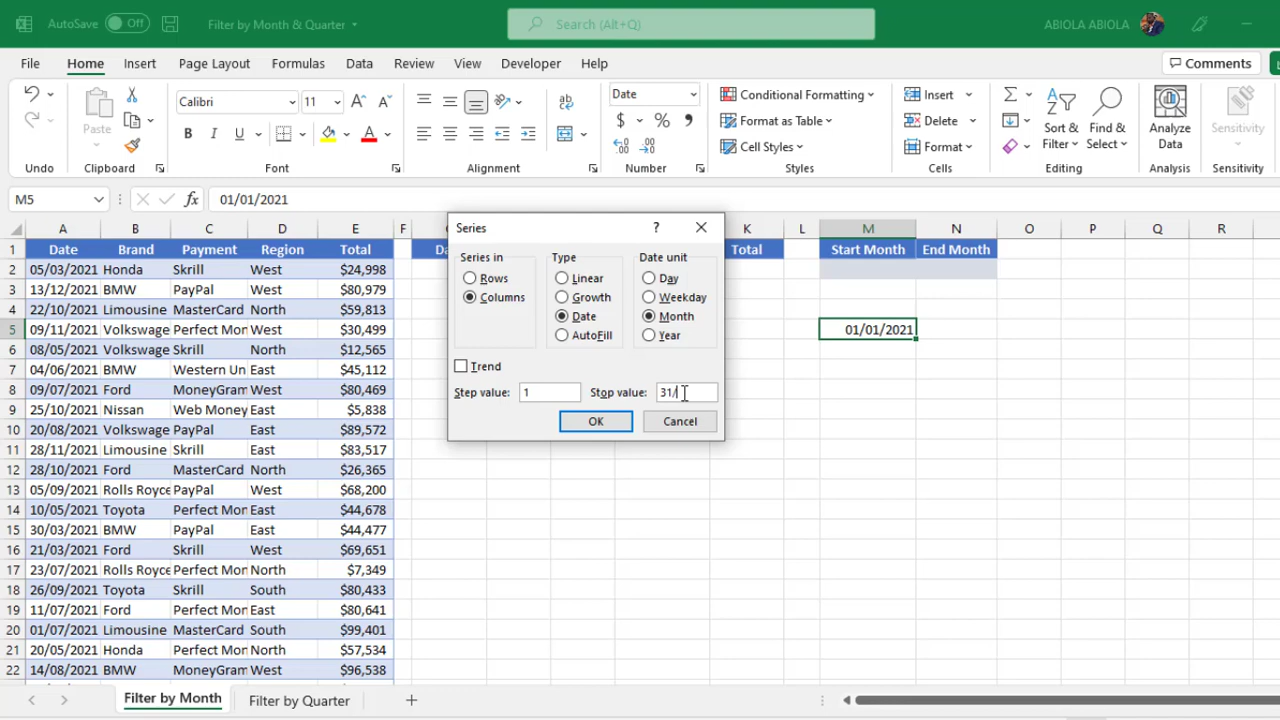 AutoSave Off Filter by Month & Quarter Search (Alt+Q) ABIOLA ABIOLA
File Home Insert Page Layout Formulas Data Review View Developer Help Comments
Paste Calibri 11 ab Date Conditional Formatting Insert
$ % Format as Table Delete Sort & Filter Find & Select Analyze Data Sensitivity
B I U A Cell Styles Format
Undo Clipboard Font Alignment Number Styles Cells Editing Analysis Sensitivity
M5 fx 01/01/2021
A B C D E F K L M N O P Q R
1 Date Brand Payment Region Total Total Start Month End Month
2 05/03/2021 Honda Skrill West $24,998
3 13/12/2021 BMW PayPal West $80,979
4 22/10/2021 Limousine MasterCard North $59,813
5 09/11/2021 Volkswage Perfect Mon West $30,499 01/01/2021
6 08/05/2021 Volkswage Skrill North $12,565
7 04/06/2021 BMW Western Un East $45,112
8 09/07/2021 Ford MoneyGram West $80,469
9 25/10/2021 Nissan Web Money East $5,838
10 20/08/2021 Volkswage PayPal East $89,572
11 28/11/2021 Limousine Skrill East $83,517
12 28/10/2021 Ford MasterCard North $26,365
13 05/09/2021 Rolls Royce PayPal West $68,200
14 10/05/2021 Toyota Perfect Mon East $44,678
15 30/03/2021 BMW PayPal East $44,477
16 21/03/2021 Ford Skrill West $69,651
17 23/07/2021 Rolls Royce Perfect Mon North $7,349
18 26/09/2021 Toyota Skrill South $80,433
19 11/07/2021 Ford Perfect Mon East $80,641
20 01/07/2021 Limousine MasterCard South $99,401
21 20/05/2021 Honda Perfect Mon North $57,534
22 14/08/2021 BMW MoneyGram West $96,538
Series ?
Series in Type Date unit
Rows Linear Day
Columns Growth Weekday
Date Month
AutoFill Year
Trend
Step value: 1 Stop value: 31/
OK Cancel
Filter by Month Filter by Quarter